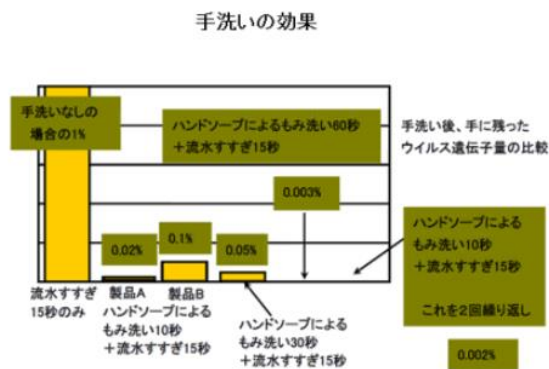 手洗いの効果
手洗いなしの
場合の1%
ハンドソープによるもみ洗い60秒
＋流水すすぎ15秒
手洗い後、手に残った
ウイルス遺伝子量の比較
0.003%
ハンドソープによる
もみ洗い10秒
＋流水すすぎ15秒
これを２回繰り返し
0.02%
0.1%
0.05%
流水すすぎ
15秒のみ
製品A
製品B
ハンドソープによる
もみ洗い10秒
＋流水すすぎ15秒
ハンドソープによる
もみ洗い30秒
＋流水すすぎ15秒
0.002%